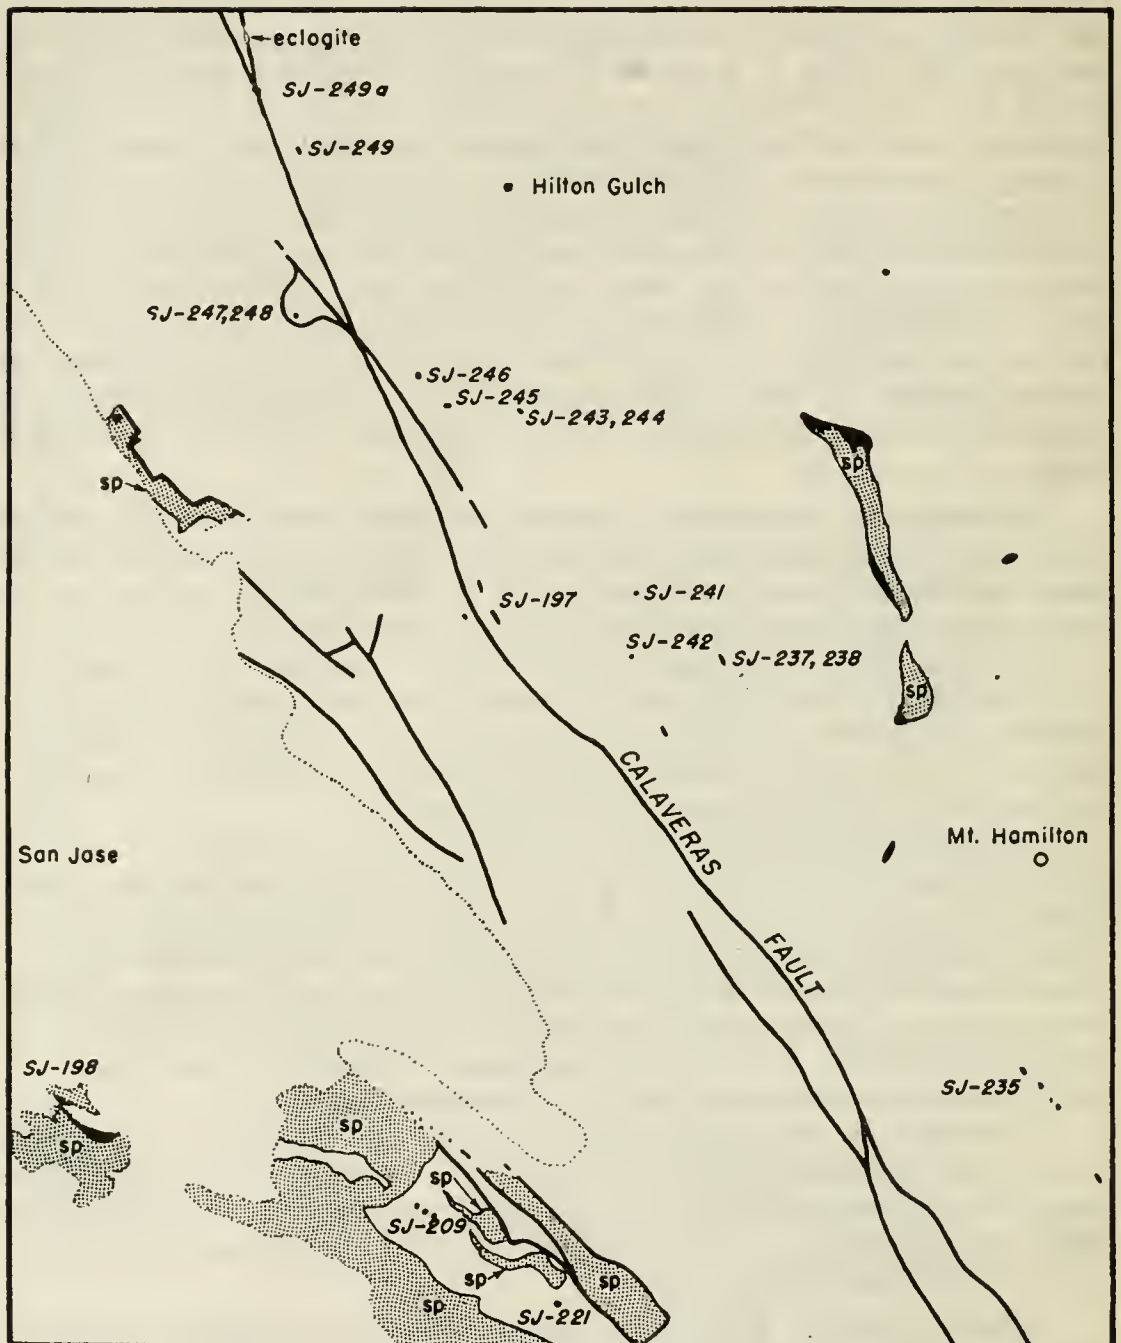 eclogite
SJ-249a
SJ-249
Hilton Gulch
SJ-247,248
SJ-246
SJ-245
SJ-243, 244
sp
sp
SJ-197
SJ-241
SJ-242
SJ-237, 238
sp
CALAVERAS
FAULT
San Jase
Mt. Hamilton
SJ-198
SJ-235
sp
sp
sp
SJ-209
sp
sp
sp
SJ-221